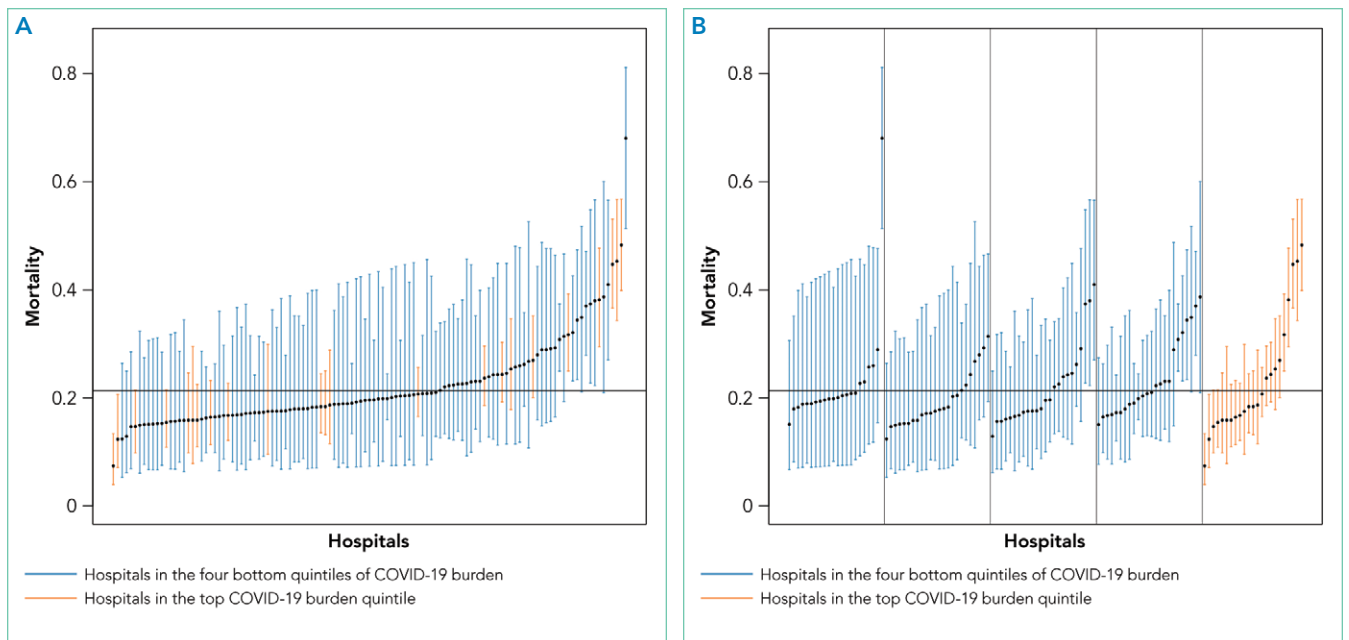 A
0.8
0.6
0.4
0.2
0
Mortality
Hospitals
Hospitals in the four bottom quintiles of COVID-19 burden
Hospitals in the top COVID-19 burden quintile
B
0.8
0.6
0.4
0.2
0
Mortality
Hospitals
Hospitals in the four bottom quintiles of COVID-19 burden
Hospitals in the top COVID-19 burden quintile